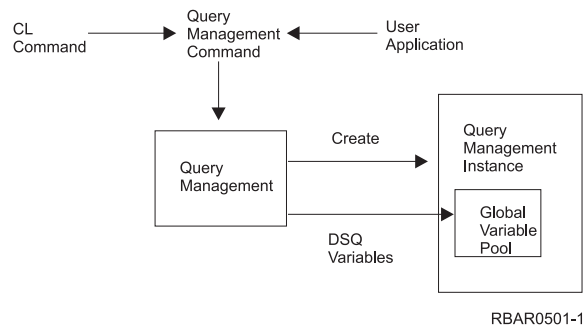 CL
Command
Query
Management
Command
User
Application
Query
Management
Create
DSQ
Variables
Query
Management
Instance
Global
Variable
Pool
RBAR0501-1